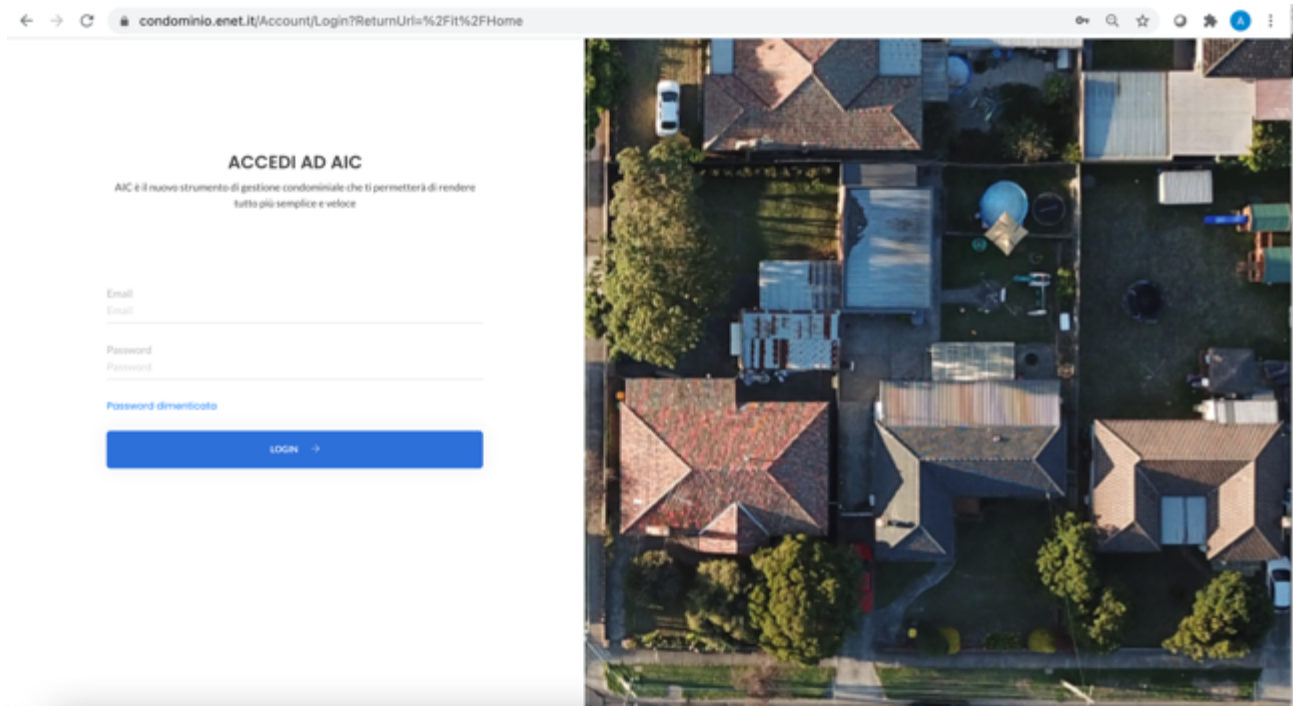 condominio.enet.it/Account/Login?ReturnUrl=%2Fit%2FHome
A
ACCEDI AD AIC
AIC è il nuovo strumento di gestione condominiale che ti permetterà di rendere
tutto più semplice e veloce
Email
Email
Password
Password
Password dimenticata
LOGIN